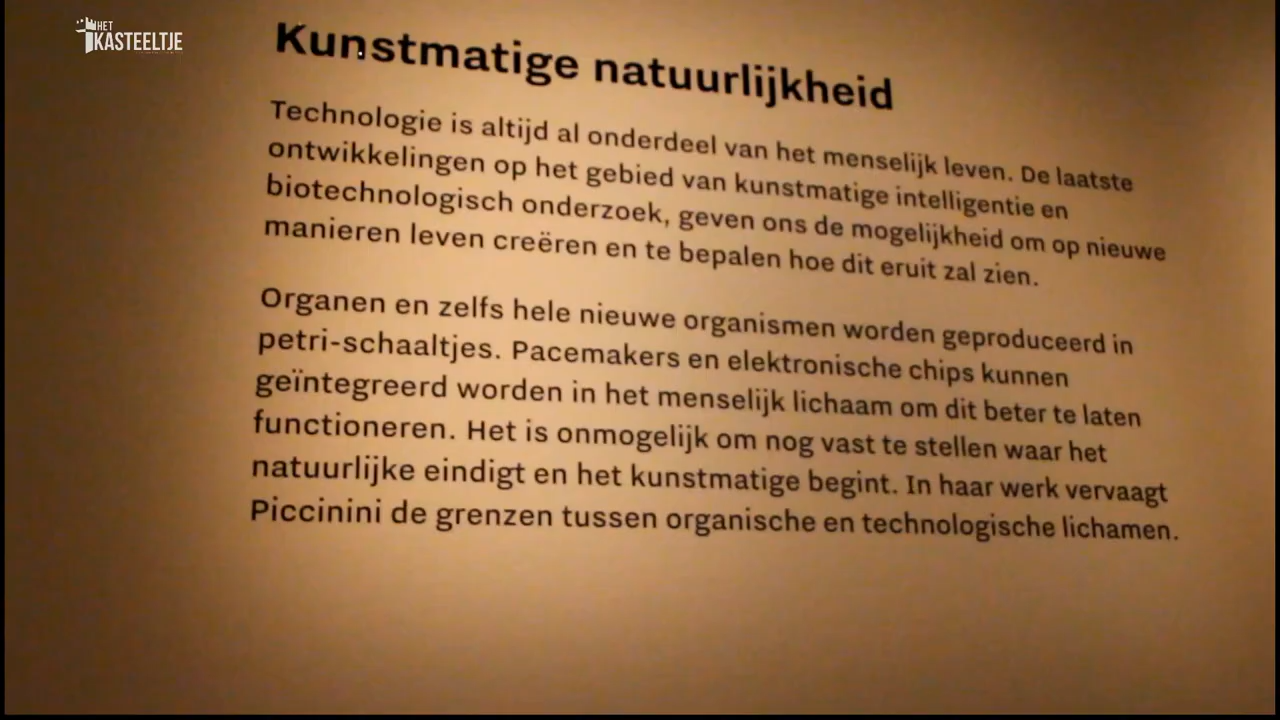 HET
KASTEELTJE
Kunstmatige natuurlijkheid
Technologie is altijd al onderdeel van het menselijk leven. De laatste
ontwikkelingen op het gebied van kunstmatige intelligentie en
biotechnologisch onderzoek, geven ons de mogelijkheid om op nieuwe
manieren leven creëren en te bepalen hoe dit eruit zal zien.
Organen en zelfs hele nieuwe organismen worden geproduceerd in
petri-schaaltjes. Pacemakers en elektronische chips kunnen
geïntegreerd worden in het menselijk lichaam om dit beter te laten
functioneren. Het is onmogelijk om nog vast te stellen waar het
natuurlijke eindigt en het kunstmatige begint. In haar werk vervaagt
Piccinini de grenzen tussen organische en technologische lichamen.